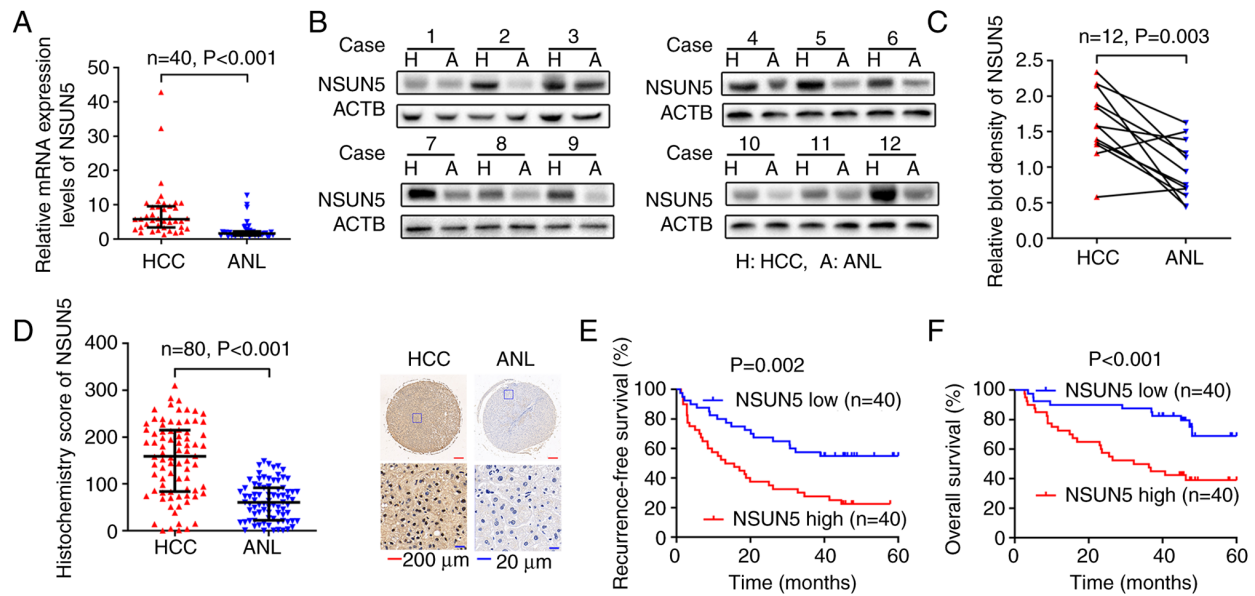 A
Relative mRNA expression
levels of NSUN5
n=40, P<0.001
50
40
30
20
10
0
HCC ANL
B
Case 1 2 3
H A H A H A
NSUN5
ACTB
Case 7 8 9
H A H A H A
NSUN5
ACTB
Case 4 5 6
H A H A H A
NSUN5
ACTB
Case 10 11 12
H A H A H A
NSUN5
ACTB
H: HCC, A: ANL
C
Relative blot density of NSUN5
n=12, P=0.003
2.5
2.0
1.5
1.0
0.5
0.0
HCC ANL
D
Histochemistry score of NSUN5
n=80, P<0.001
400
300
200
100
0
HCC ANL
HCC ANL
200 μm 20 μm
E
Recurrence-free survival (%)
P=0.002
100
80
60
40
20
0
NSUN5 low (n=40)
NSUN5 high (n=40)
0 20 40 60
Time (months)
F
Overall survival (%)
P<0.001
100
80
60
40
20
0
NSUN5 low (n=40)
NSUN5 high (n=40)
0 20 40 60
Time (months)